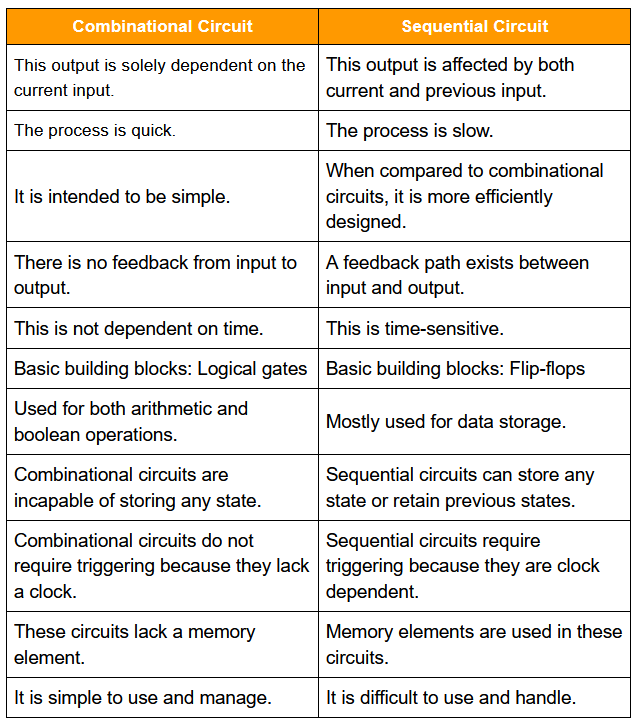 Combinational Circuit
Sequential Circuit
This output is solely dependent on the
current input.
This output is affected by both
current and previous input.
The process is quick.
The process is slow.
It is intended to be simple.
When compared to combinational
circuits, it is more efficiently
designed.
There is no feedback from input to
output.
A feedback path exists between
input and output.
This is not dependent on time.
This is time-sensitive.
Basic building blocks: Logical gates
Basic building blocks: Flip-flops
Used for both arithmetic and
boolean operations.
Mostly used for data storage.
Combinational circuits are
incapable of storing any state.
Sequential circuits can store any
state or retain previous states.
Combinational circuits do not
require triggering because they lack
a clock.
Sequential circuits require
triggering because they are clock
dependent.
These circuits lack a memory
element.
Memory elements are used in these
circuits.
It is simple to use and manage.
It is difficult to use and handle.